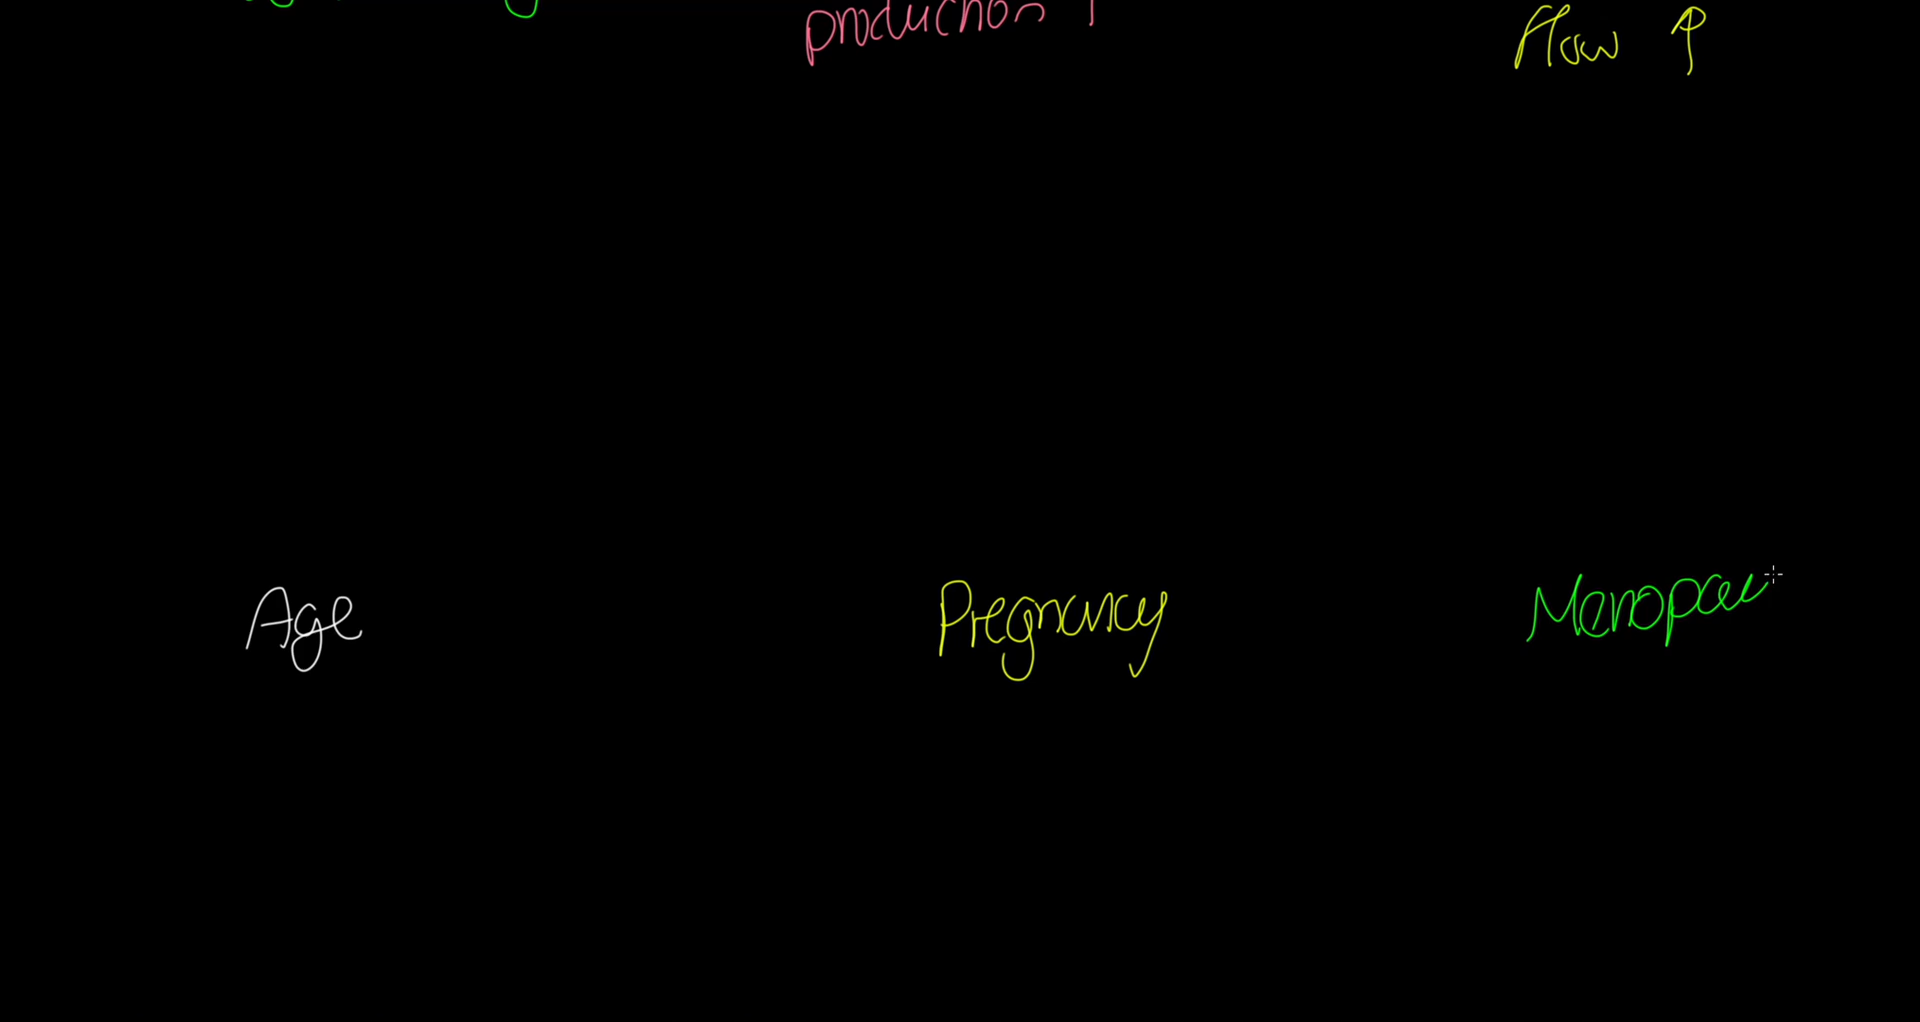 production ↑
Flow ↑
Age
Pregnancy
Menopau